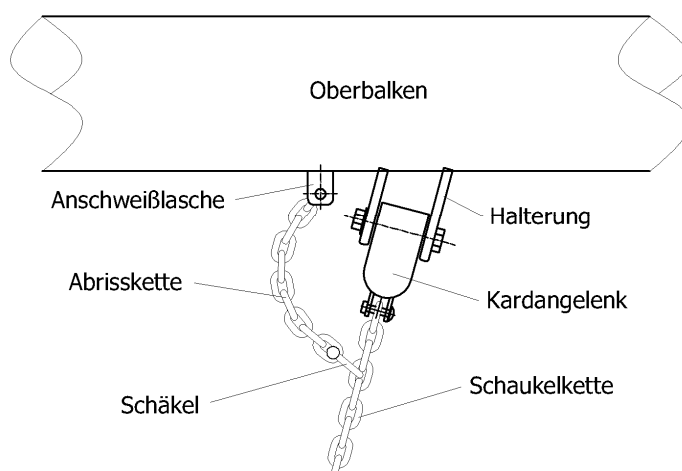 Oberbalken
Anschweißlasche
Halterung
Abrisskette
Kardangelenk
Schaukelkette
Schäkel